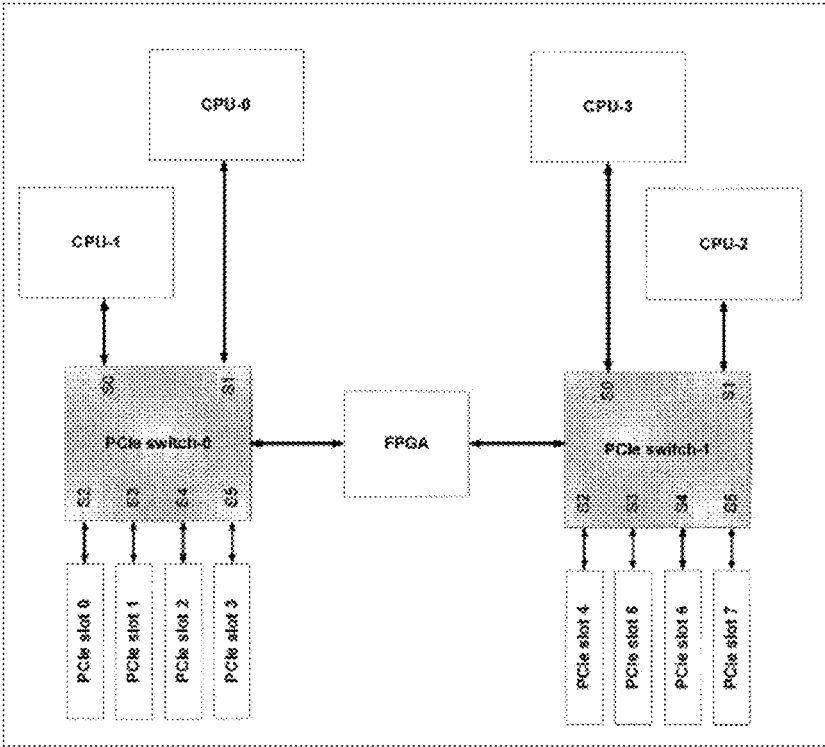 CPU-0
CPU-3
CPU-1
CPU-2
S0
S1
S0
S1
PCIe switch-0
FPGA
PCIe switch-1
S2
S3
S4
S5
S2
S3
S4
S5
PCIe slot 0
PCIe slot 1
PCIe slot 2
PCIe slot 3
PCIe slot 4
PCIe slot 5
PCIe slot 6
PCIe slot 7